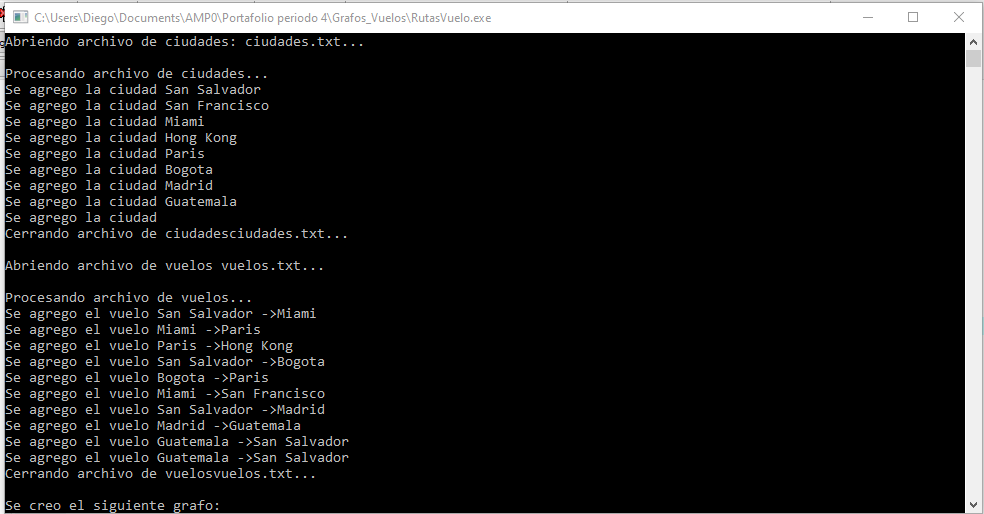 C:\Users\Diego\Documents\AMP0\Portafolio periodo 4\Grafos_Vuelos\RutasVuelo.exe
Abriendo archivo de ciudades: ciudades.txt...
Procesando archivo de ciudades...
Se agrego la ciudad San Salvador
Se agrego la ciudad San Francisco
Se agrego la ciudad Miami
Se agrego la ciudad Hong Kong
Se agrego la ciudad Paris
Se agrego la ciudad Bogota
Se agrego la ciudad Madrid
Se agrego la ciudad Guatemala
Se agrego la ciudad
Cerrando archivo de ciudadesciudades.txt...
Abriendo archivo de vuelos vuelos.txt...
Procesando archivo de vuelos...
Se agrego el vuelo San Salvador ->Miami
Se agrego el vuelo Miami ->Paris
Se agrego el vuelo Paris ->Hong Kong
Se agrego el vuelo San Salvador ->Bogota
Se agrego el vuelo Bogota ->Paris
Se agrego el vuelo Miami ->San Francisco
Se agrego el vuelo San Salvador ->Madrid
Se agrego el vuelo Madrid ->Guatemala
Se agrego el vuelo Guatemala ->San Salvador
Se agrego el vuelo Guatemala ->San Salvador
Cerrando archivo de vuelosvuelos.txt...
Se creo el siguiente grafo: